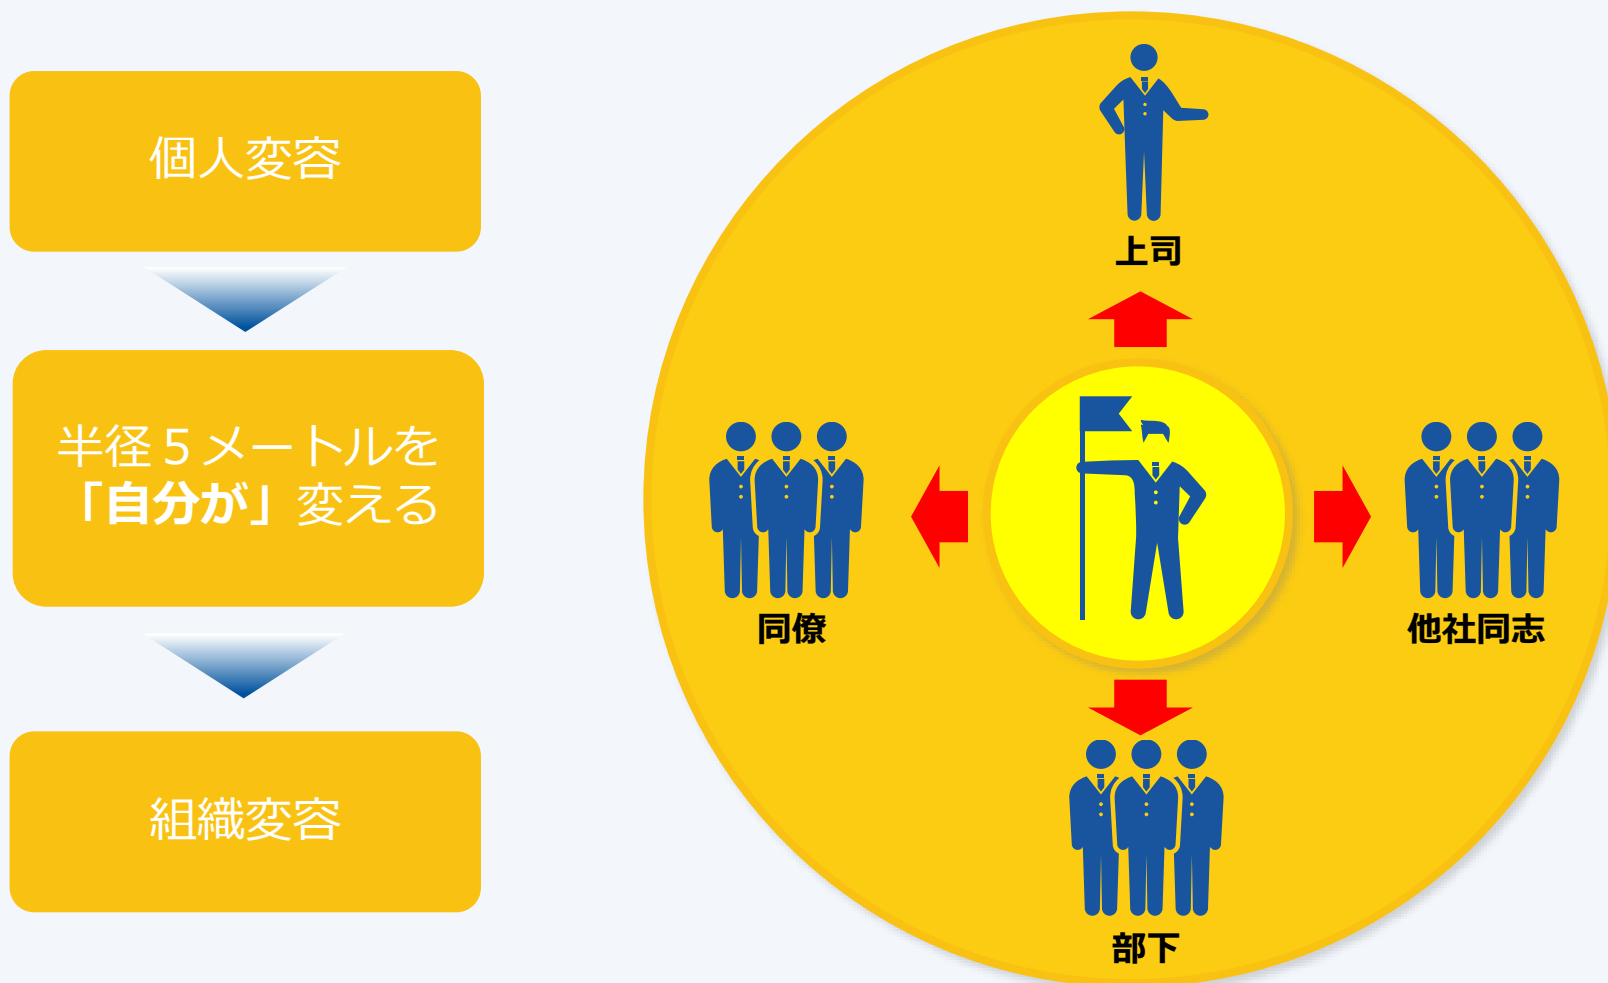 個人変容
半径５メートルを
「自分が」変える
組織変容
上司
同僚
他社同志
部下